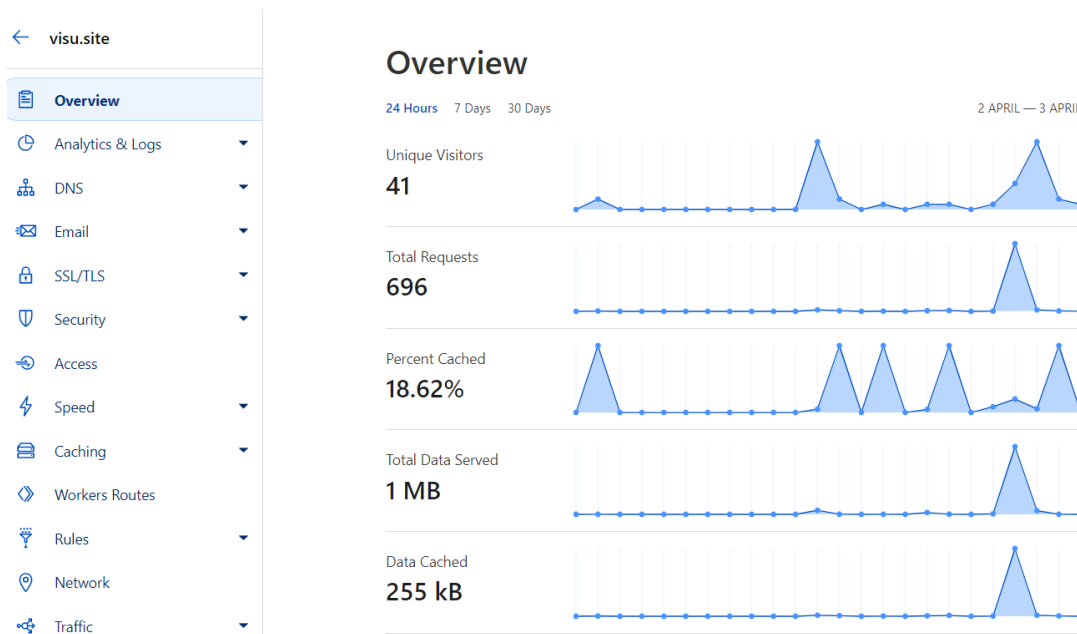 visu.site
Overview
Analytics & Logs
DNS
Email
SSL/TLS
Security
Access
Speed
Caching
Workers Routes
Rules
Network
Traffic
Overview
24 Hours 7 Days 30 Days
2 APRIL — 3 APRIL
Unique Visitors
41
Total Requests
696
Percent Cached
18.62%
Total Data Served
1 MB
Data Cached
255 kB